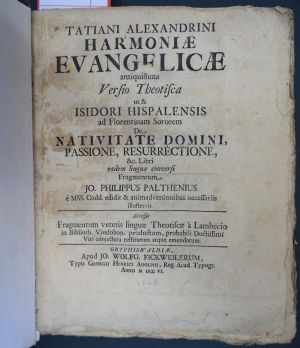 TATIANI ALEXANDRINI
HARMONIÆ
EVANGELICÆ
antiquissima
Versio Theotisca
ut &
ISIDORI HISPALENSIS
ad Florentinam Sororem
De
NATIVITATE DOMINI,
PASSIONE, RESURRECTIONE,
&c. Libri
eadem lingua conversi
Fragmentum.
JO. PHILIPPUS PALTHENIUS
è MSS. Codd. edidit & animadversionibus necessariis
illustravit.
Accessit
Fragmentum veteris linguæ Theotiscæ à Lambecio
in Biblioth. Vindobon. productum, probabili Doctissimi
Viri conjectura restitutum atque emendatum.
GRYPHISWALDIÆ,
Apud JO. WOLFG. FICKWEILERUM,
Typis GEORGII HENRICI ADOLPHI, Reg. Acad. Typogr.
ANNO M DCC VI.
1706